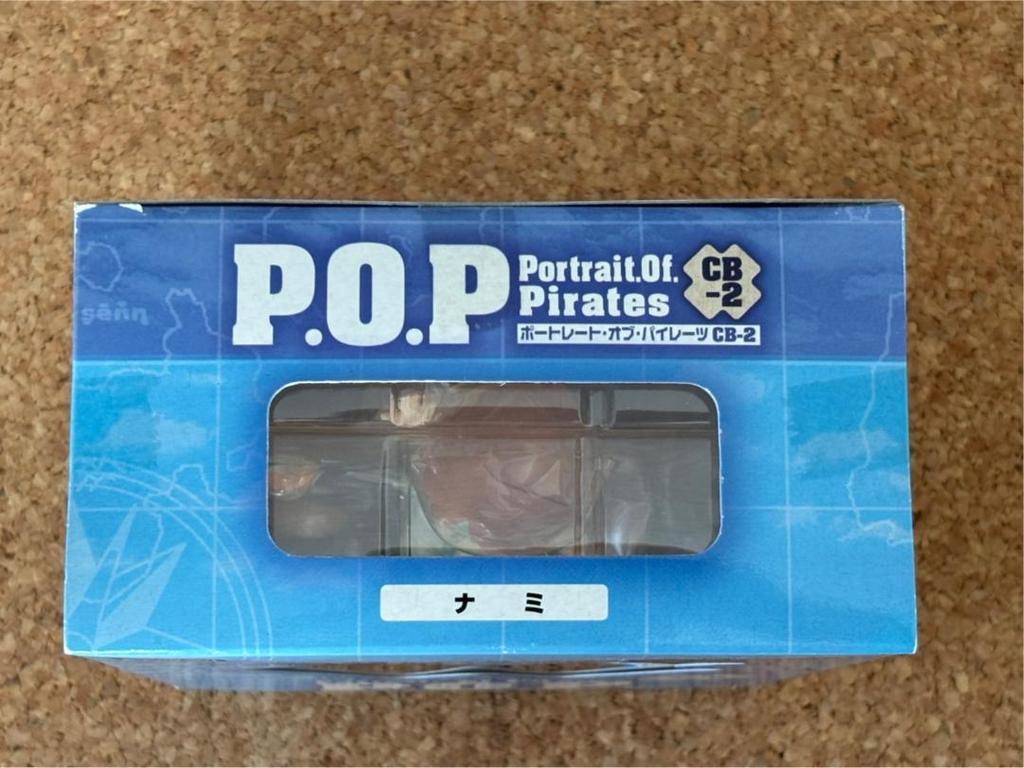 P.O.P
Portrait.Of.
Pirates
CB
-2
ポートレート・オブ・パイレーツ CB-2
ナミ